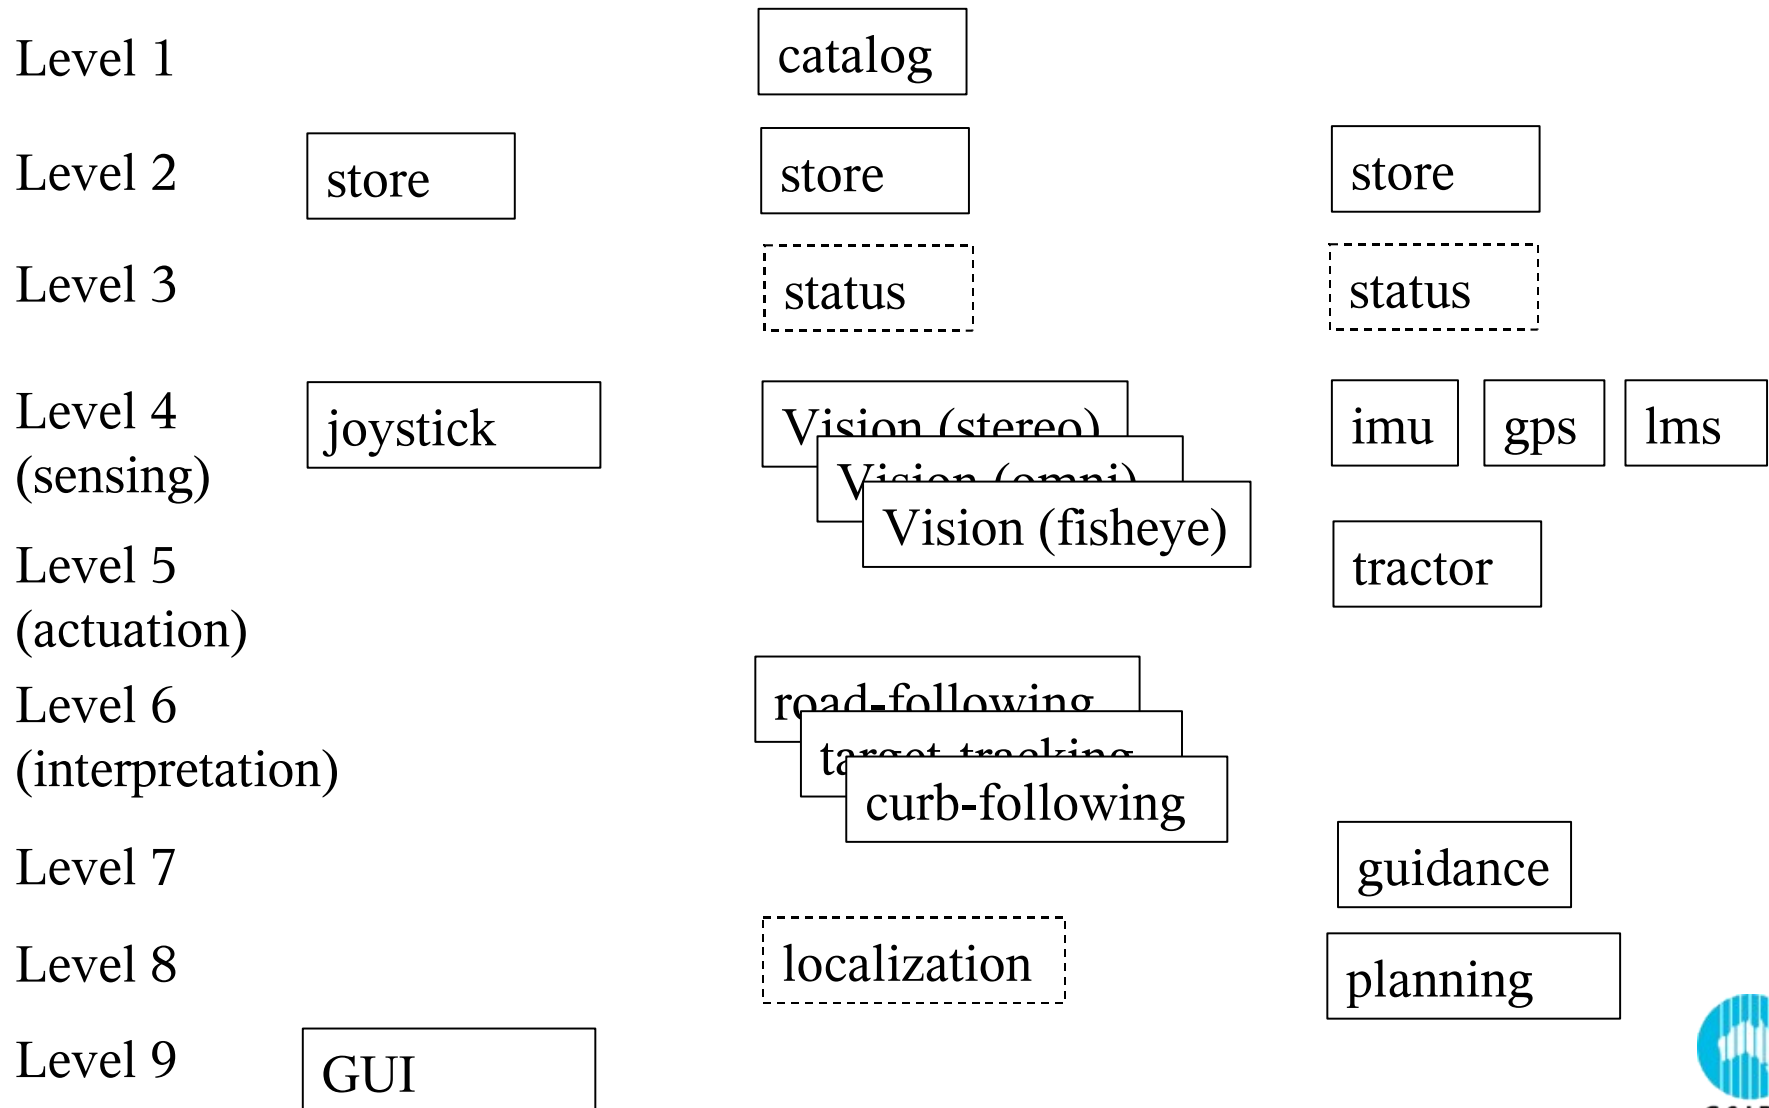 Level 1
catalog
Level 2
store
store
store
Level 3
status
status
Level 4
(sensing)
joystick
Vision (stereo)
Vision (omni)
Vision (fisheye)
imu
gps
lms
Level 5
(actuation)
tractor
Level 6
(interpretation)
road-following
target-tracking
curb-following
Level 7
guidance
Level 8
localization
planning
Level 9
GUI